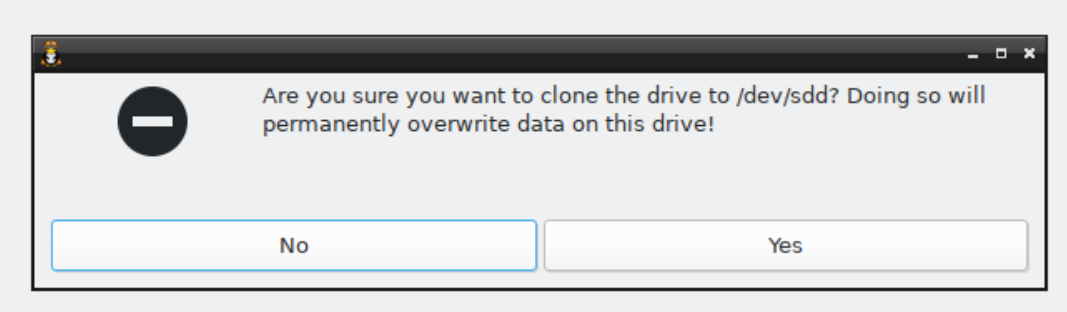 Are you sure you want to clone the drive to /dev/sdd? Doing so will
permanently overwrite data on this drive!
No
Yes